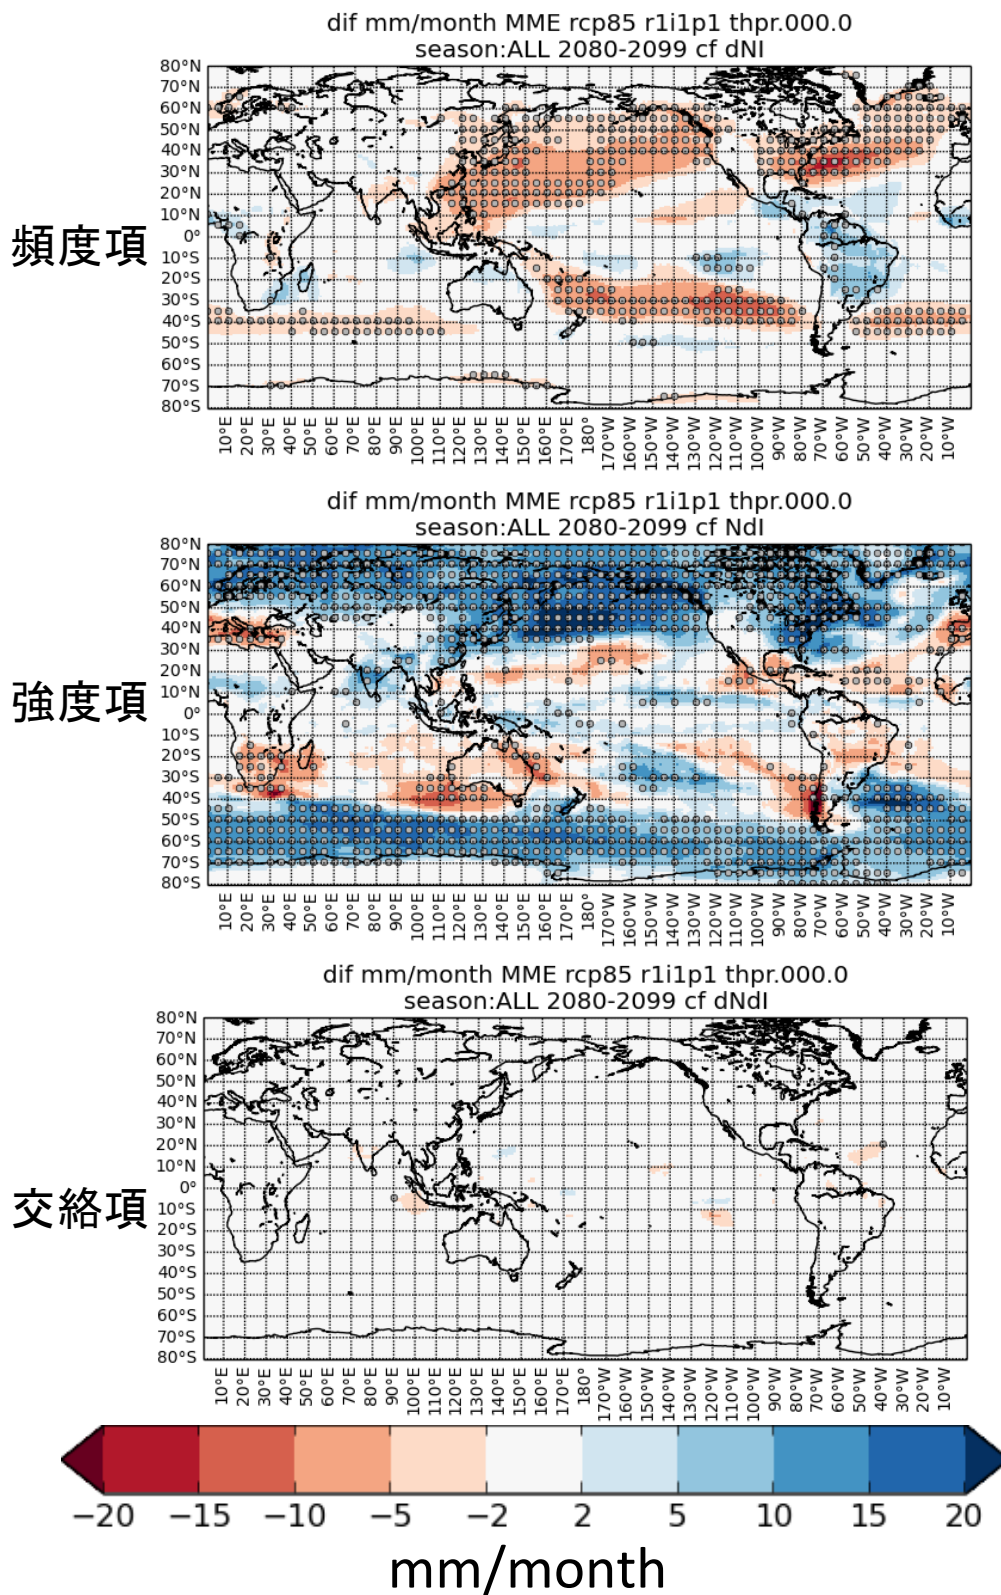 dif mm/month MME rcp85 r1i1p1 thpr.000.0
season:ALL 2080-2099 cf dNI
80°N
70°N
60°N
50°N
40°N
30°N
20°N
10°N
0°
10°S
20°S
30°S
40°S
50°S
60°S
70°S
80°S
頻度項
10°E 20°E 30°E 40°E 50°E 60°E 70°E 80°E 90°E 100°E 110°E 120°E 130°E 140°E 150°E 160°E 170°E 180° 170°W 160°W 150°W 140°W 130°W 120°W 110°W 100°W 90°W 80°W 70°W 60°W 50°W 40°W 30°W 20°W 10°W
dif mm/month MME rcp85 r1i1p1 thpr.000.0
season:ALL 2080-2099 cf NdI
80°N
70°N
60°N
50°N
40°N
30°N
20°N
10°N
0°
10°S
20°S
30°S
40°S
50°S
60°S
70°S
80°S
強度項
10°E 20°E 30°E 40°E 50°E 60°E 70°E 80°E 90°E 100°E 110°E 120°E 130°E 140°E 150°E 160°E 170°E 180° 170°W 160°W 150°W 140°W 130°W 120°W 110°W 100°W 90°W 80°W 70°W 60°W 50°W 40°W 30°W 20°W 10°W
dif mm/month MME rcp85 r1i1p1 thpr.000.0
season:ALL 2080-2099 cf dNdI
80°N
70°N
60°N
50°N
40°N
30°N
20°N
10°N
0°
10°S
20°S
30°S
40°S
50°S
60°S
70°S
80°S
交絡項
10°E 20°E 30°E 40°E 50°E 60°E 70°E 80°E 90°E 100°E 110°E 120°E 130°E 140°E 150°E 160°E 170°E 180° 170°W 160°W 150°W 140°W 130°W 120°W 110°W 100°W 90°W 80°W 70°W 60°W 50°W 40°W 30°W 20°W 10°W
−20 −15 −10 −5 −2 2 5 10 15 20
mm/month